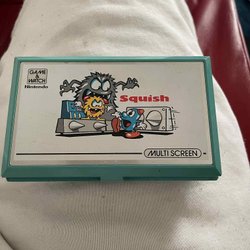 GAME &
WATCH
Nintendo
Squish
MULTI SCREEN